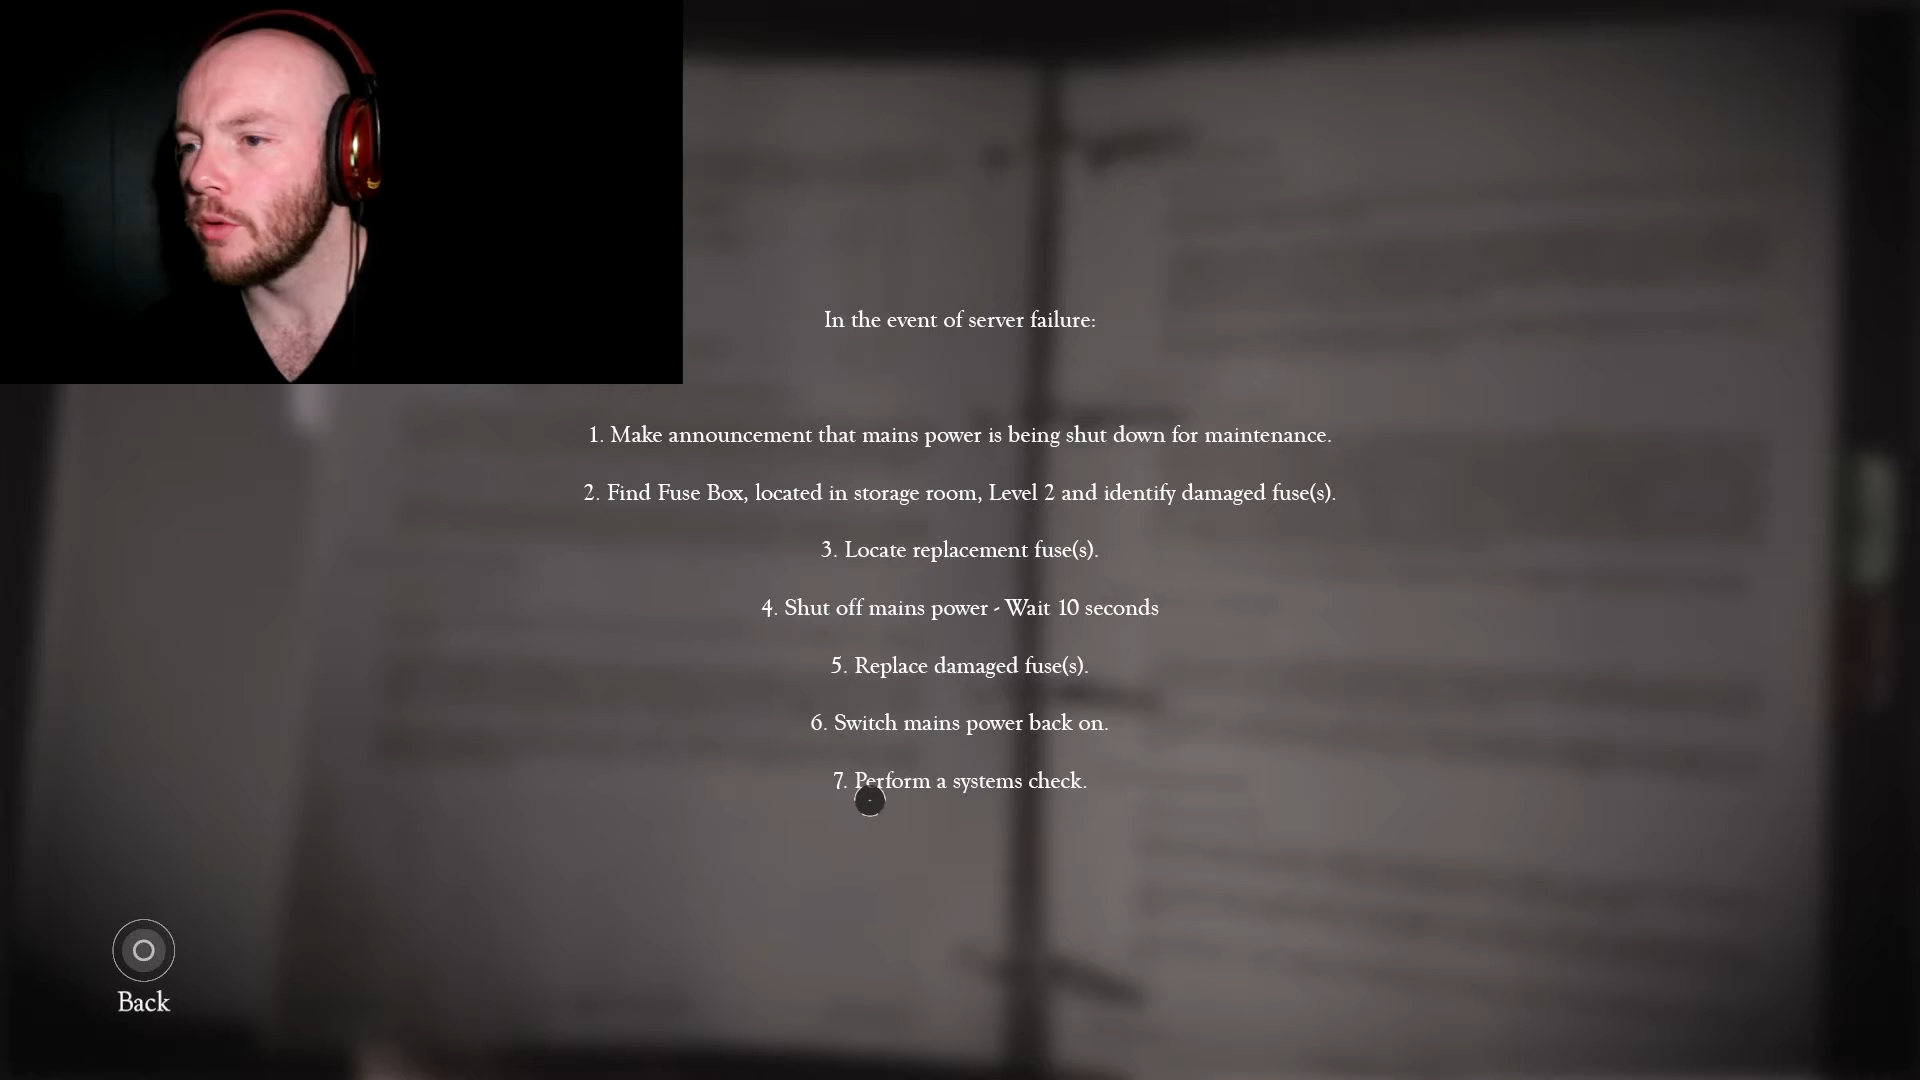 In the event of server failure:
1. Make announcement that mains power is being shut down for maintenance.
2. Find Fuse Box, located in storage room, Level 2 and identify damaged fuse(s).
3. Locate replacement fuse(s).
4. Shut off mains power - Wait 10 seconds
5. Replace damaged fuse(s).
6. Switch mains power back on.
7. Perform a systems check.
Back